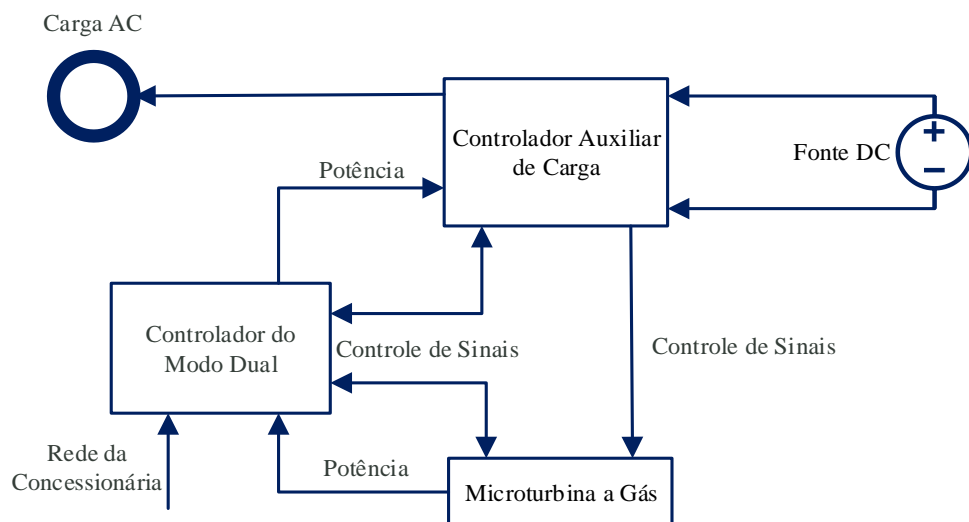 Carga AC
Controlador Auxiliar
de Carga
Fonte DC
+
−
Potência
Controlador do
Modo Dual
Controle de Sinais
Controle de Sinais
Rede da
Concessionária
Potência
Microturbina a Gás